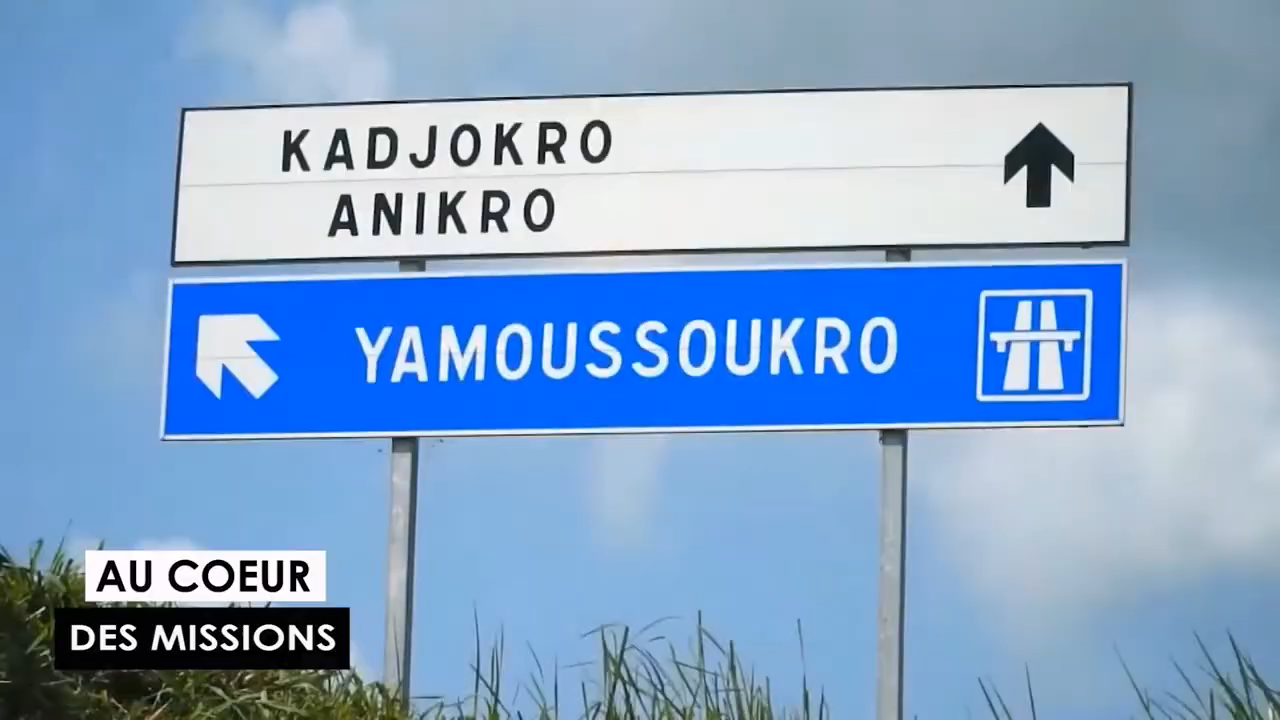 KADJOKRO
ANIKRO
YAMOUSSOUKRO
AU COEUR
DES MISSIONS